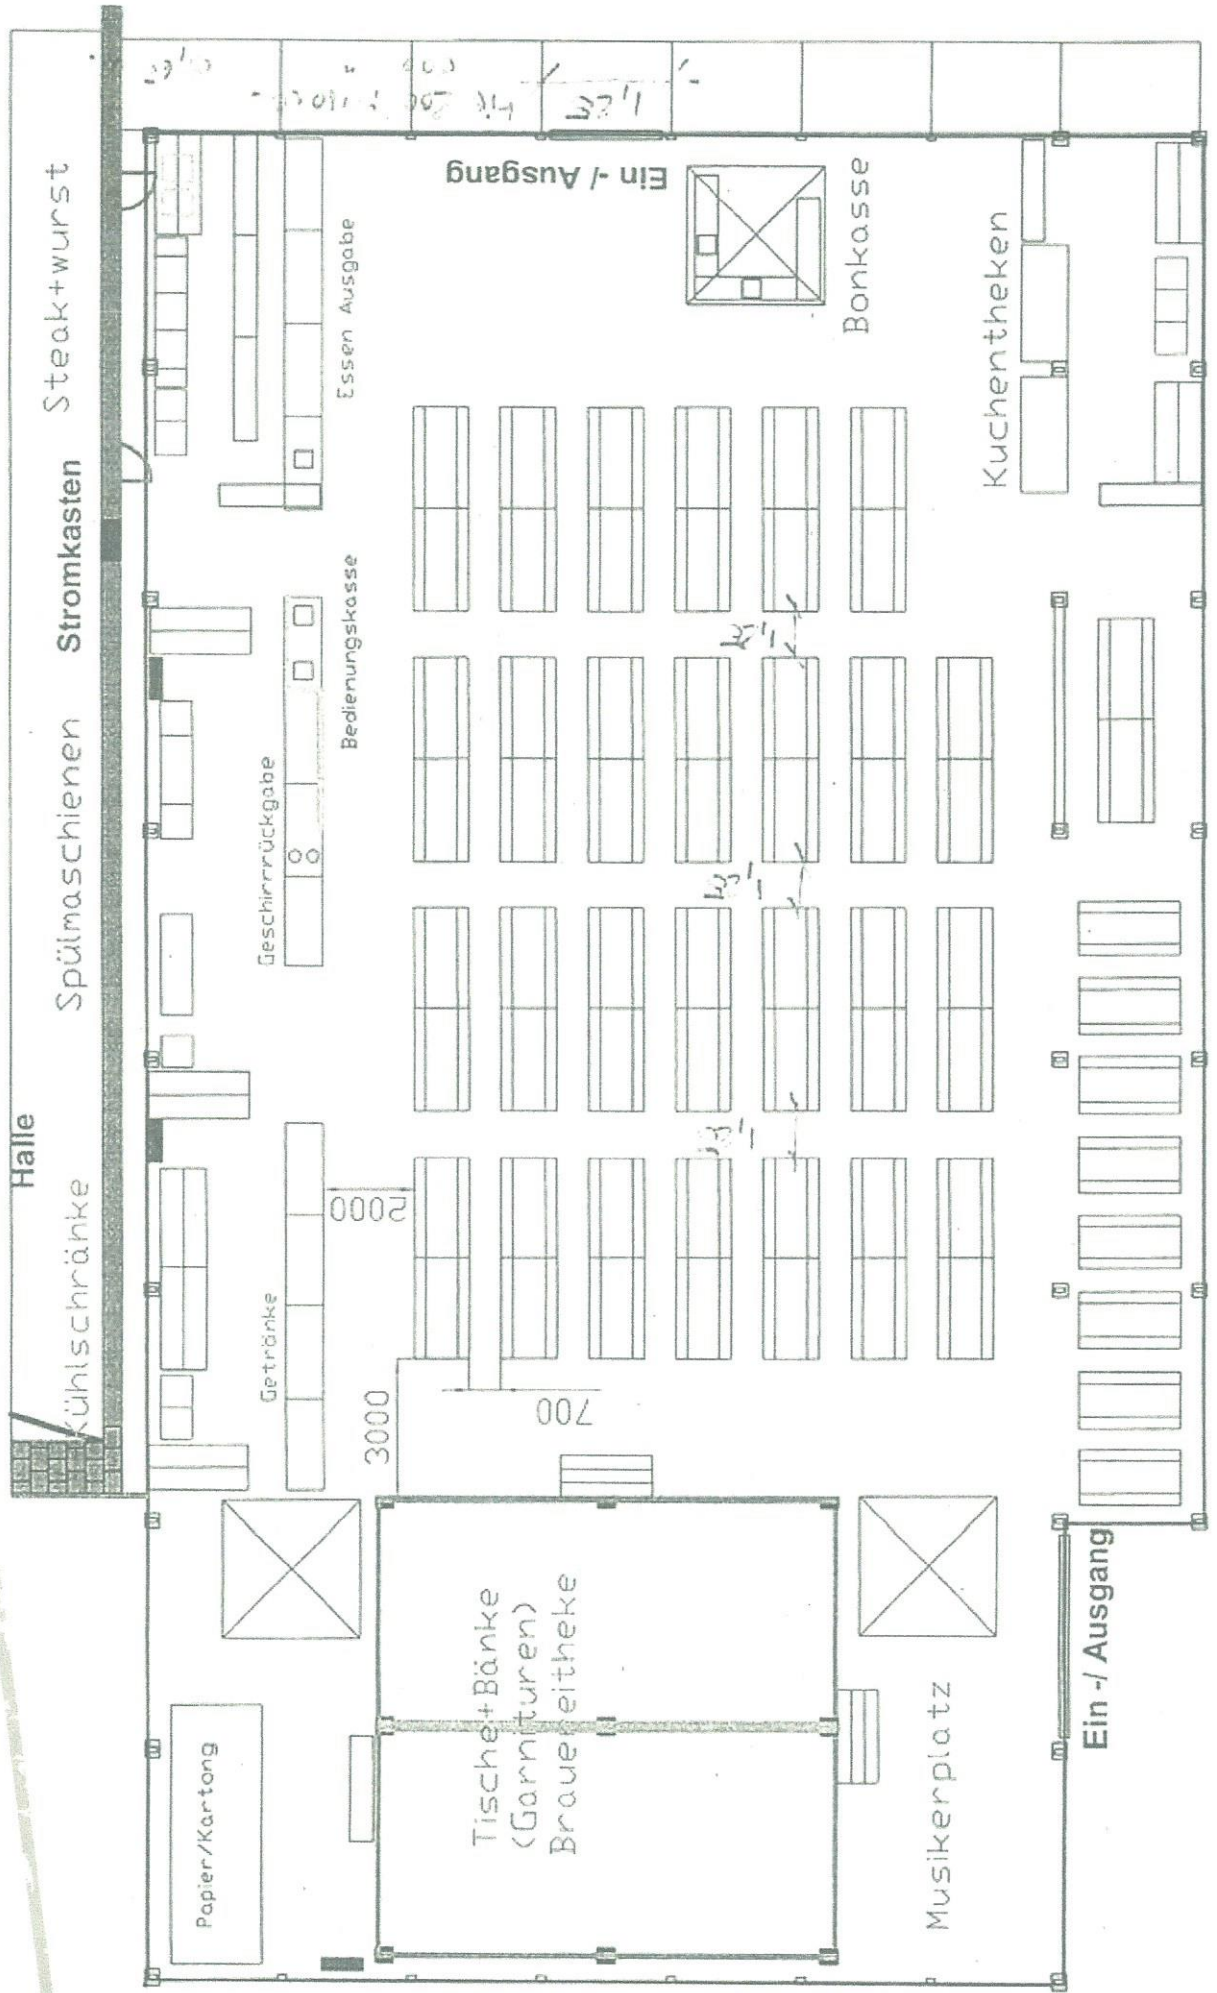 Halle
Kühlschränke
Spülmaschienen
Stromkasten
Steak+wurst
Getränke
Geschirrrückgabe
Bedienungskasse
Essen Ausgabe
Ein -/ Ausgang
Bonkasse
Kuchentheken
2000
3000
700
Papier/Kartong
Tische+Bänke
(Garnituren)
Brauereitheke
Musikerplatz
Ein -/ Ausgang